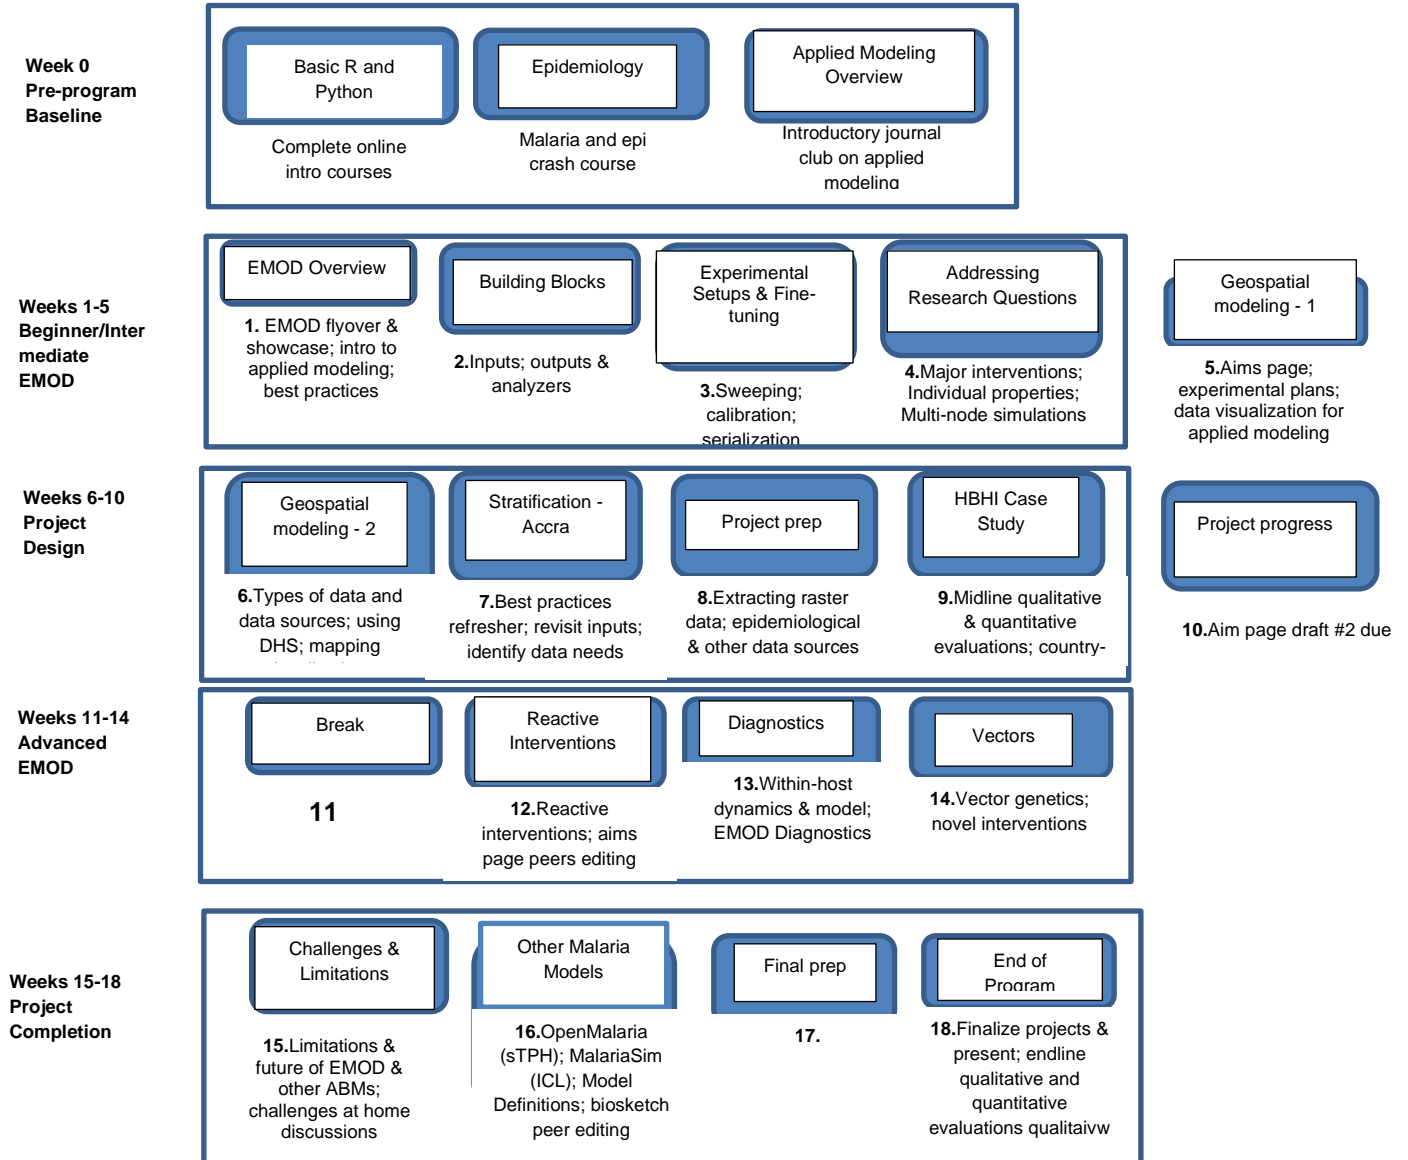 Week 0
Pre-program
Baseline
Basic R and
Python
Complete online
intro courses
Epidemiology
Malaria and epi
crash course
Applied Modeling
Overview
Introductory journal
club on applied
modeling
Weeks 1-5
Beginner/Inter
mediate
EMOD
EMOD Overview
1. EMOD flyover &
showcase; intro to
applied modeling;
best practices
Building Blocks
2.Inputs; outputs &
analyzers
Experimental
Setups & Fine-
tuning
3.Sweeping;
calibration;
serialization
Addressing
Research Questions
4.Major interventions;
Individual properties;
Multi-node simulations
Geospatial
modeling - 1
5.Aims page;
experimental plans;
data visualization for
applied modeling
Weeks 6-10
Project
Design
Geospatial
modeling - 2
6.Types of data and
data sources; using
DHS; mapping
Stratification -
Accra
7.Best practices
refresher; revisit inputs;
identify data needs
Project prep
8.Extracting raster
data; epidemiological
& other data sources
HBHI Case
Study
9.Midline qualitative
& quantitative
evaluations; country-
Project progress
10.Aim page draft #2 due
Weeks 11-14
Advanced
EMOD
Break
11
Reactive
Interventions
12.Reactive
interventions; aims
page peers editing
Diagnostics
13.Within-host
dynamics & model;
EMOD Diagnostics
Vectors
14.Vector genetics;
novel interventions
Weeks 15-18
Project
Completion
Challenges &
Limitations
15.Limitations &
future of EMOD &
other ABMs;
challenges at home
discussions
Other Malaria
Models
16.OpenMalaria
(sTPH); MalariaSim
(ICL); Model
Definitions; biosketch
peer editing
Final prep
17.
End of
Program
18.Finalize projects &
present; endline
qualitative and
quantitative
evaluations qualitaivw